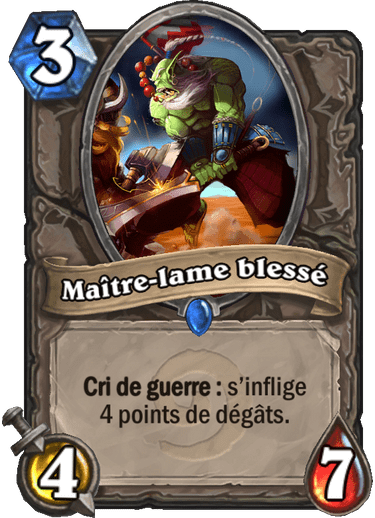 3
Maître-lame blessé
Cri de guerre : s’inflige
4 points de dégâts.
4
7